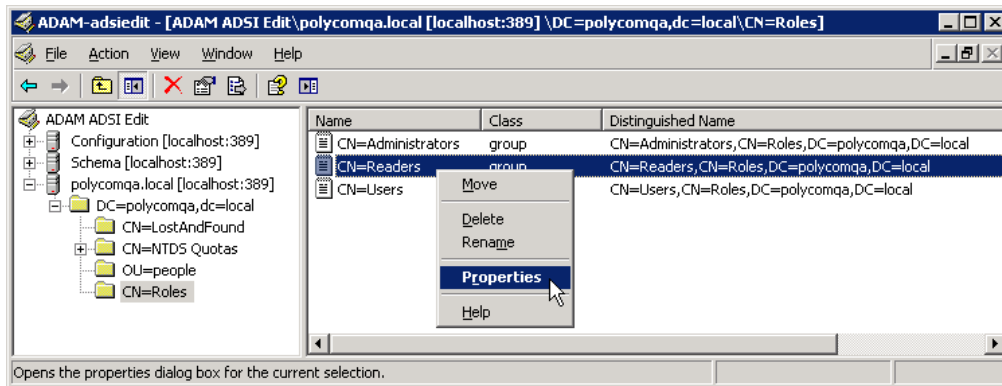 ADAM-adsiedit - [ADAM ADSI Edit\polycomqa.local [localhost:389] \DC=polycomqa,dc=local\CN=Roles]
File Action View Window Help
ADAM ADSI Edit
Configuration [localhost:389]
Schema [localhost:389]
polycomqa.local [localhost:389]
DC=polycomqa,dc=local
CN=LostAndFound
CN=NTDS Quotas
OU=people
CN=Roles
Name Class Distinguished Name
CN=Administrators group CN=Administrators,CN=Roles,DC=polycomqa,DC=local
CN=Readers group CN=Readers,CN=Roles,DC=polycomqa,DC=local
CN=Users CN=Users,CN=Roles,DC=polycomqa,DC=local
Move
Delete
Rename
Properties
Help
Opens the properties dialog box for the current selection.